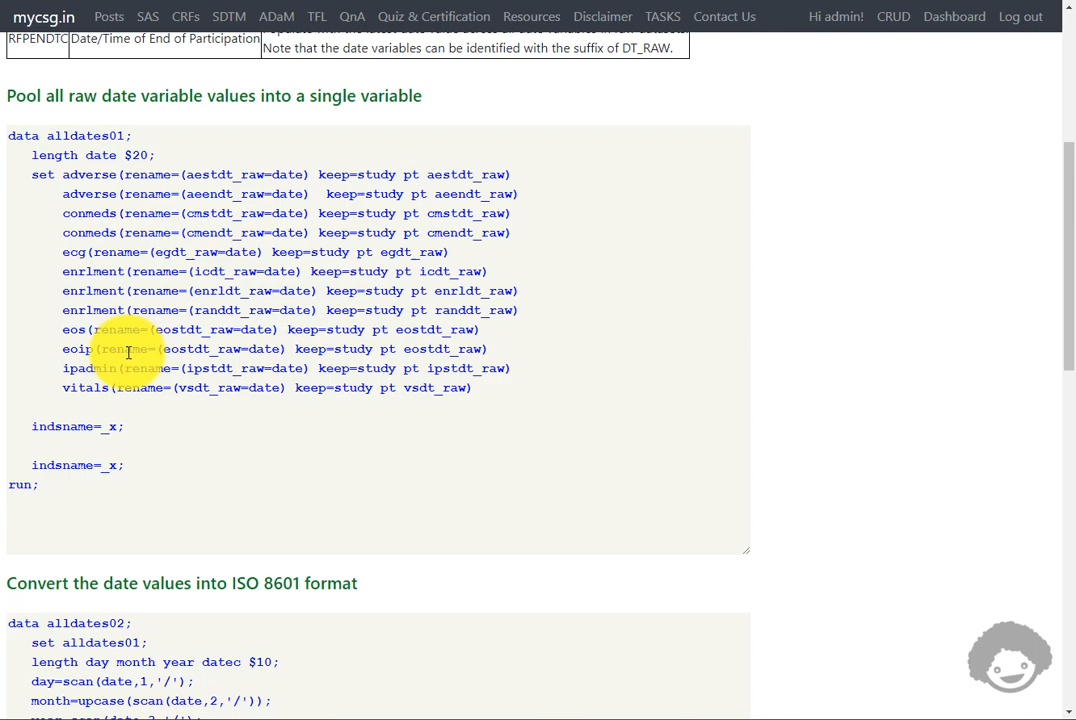 mycsg.in Posts SAS CRFs SDTM ADaM TFL QnA Quiz & Certification Resources Disclaimer TASKS Contact Us Hi admin! CRUD Dashboard Log out
RFPENDTC Date/Time of End of Participation
Note that the date variables can be identified with the suffix of DT_RAW.
Pool all raw date variable values into a single variable
data alldates01;
length date $20;
set adverse(rename=(aestdt_raw=date) keep=study pt aestdt_raw)
adverse(rename=(aeendt_raw=date) keep=study pt aeendt_raw)
conmeds(rename=(cmstdt_raw=date) keep=study pt cmstdt_raw)
conmeds(rename=(cmendt_raw=date) keep=study pt cmendt_raw)
ecg(rename=(egdt_raw=date) keep=study pt egdt_raw)
enrlment(rename=(icdt_raw=date) keep=study pt icdt_raw)
enrlment(rename=(enrldt_raw=date) keep=study pt enrldt_raw)
enrlment(rename=(randdt_raw=date) keep=study pt randdt_raw)
eos(rename=(eostdt_raw=date) keep=study pt eostdt_raw)
eoip(rename=(eostdt_raw=date) keep=study pt eostdt_raw)
ipadmin(rename=(ipstdt_raw=date) keep=study pt ipstdt_raw)
vitals(rename=(vsdt_raw=date) keep=study pt vsdt_raw)
indsname=_x;
indsname=_x;
run;
Convert the date values into ISO 8601 format
data alldates02;
set alldates01;
length day month year datec $10;
day=scan(date,1,'/');
month=upcase(scan(date,2,'/'));